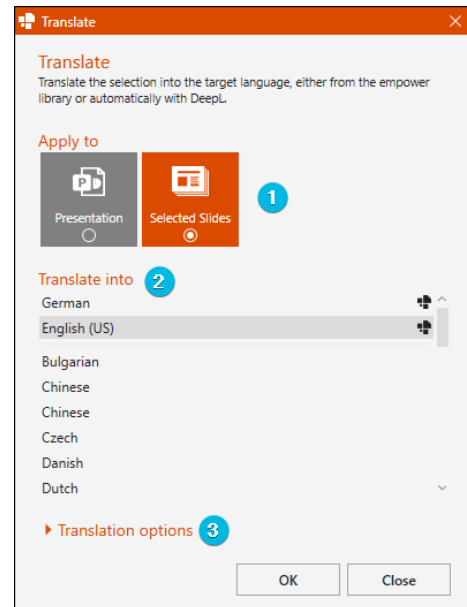 Translate
Translate
Translate the selection into the target language, either from the empower
library or automatically with DeepL.
Apply to
Presentation
Selected Slides
1
Translate into 2
German
English (US)
Bulgarian
Chinese
Chinese
Czech
Danish
Dutch
Translation options 3
OK Close